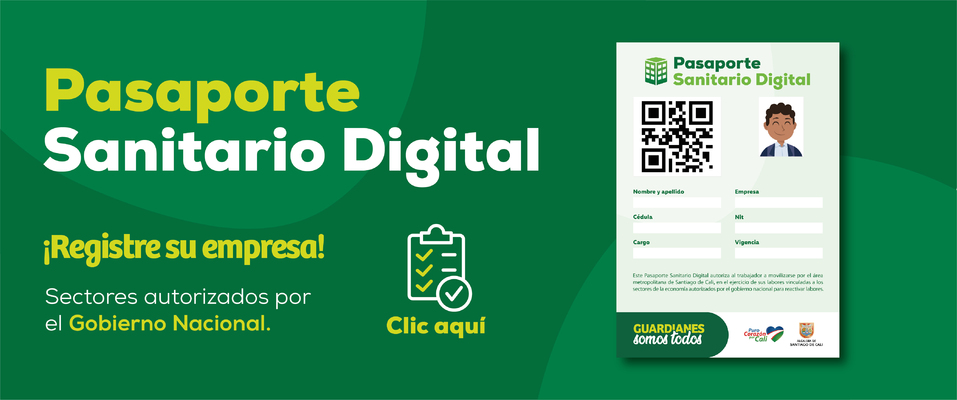 Pasaporte
Sanitario Digital
¡Registre su empresa!
Sectores autorizados por
el Gobierno Nacional.
Clic aquí
Pasaporte
Sanitario Digital
Nombre y apellido
Empresa
Cédula
Nit
Cargo
Vigencia
Este Pasaporte Sanitario Digital autoriza al trabajador a movilizarse por el área
metropolitana de Santiago de Cali, en el ejercicio de sus labores vinculadas a los
sectores de la economía autorizados por el gobierno nacional para reactivar labores.
GUARDIANES
somos todos
Puro
Corazón
por Cali
ALCALDÍA DE
SANTIAGO DE CALI